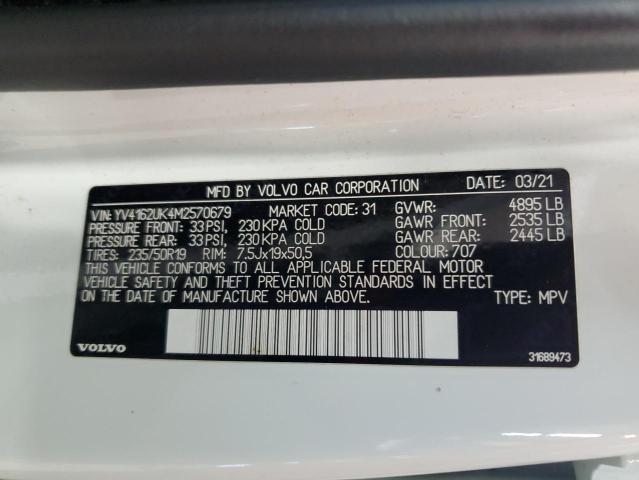 MFD BY VOLVO CAR CORPORATION DATE: 03/21
VIN: YV4162UK4M2570679 MARKET CODE: 31 GVWR: 4895 LB
PRESSURE FRONT: 33 PSI, 230 KPA COLD GAWR FRONT: 2535 LB
PRESSURE REAR: 33 PSI, 230 KPA COLD GAWR REAR: 2445 LB
TIRES: 235/50R19 RIM: 7.5Jx19x50,5 COLOUR: 707
THIS VEHICLE CONFORMS TO ALL APPLICABLE FEDERAL MOTOR
VEHICLE SAFETY AND THEFT PREVENTION STANDARDS IN EFFECT
ON THE DATE OF MANUFACTURE SHOWN ABOVE. TYPE: MPV
VOLVO 31689473